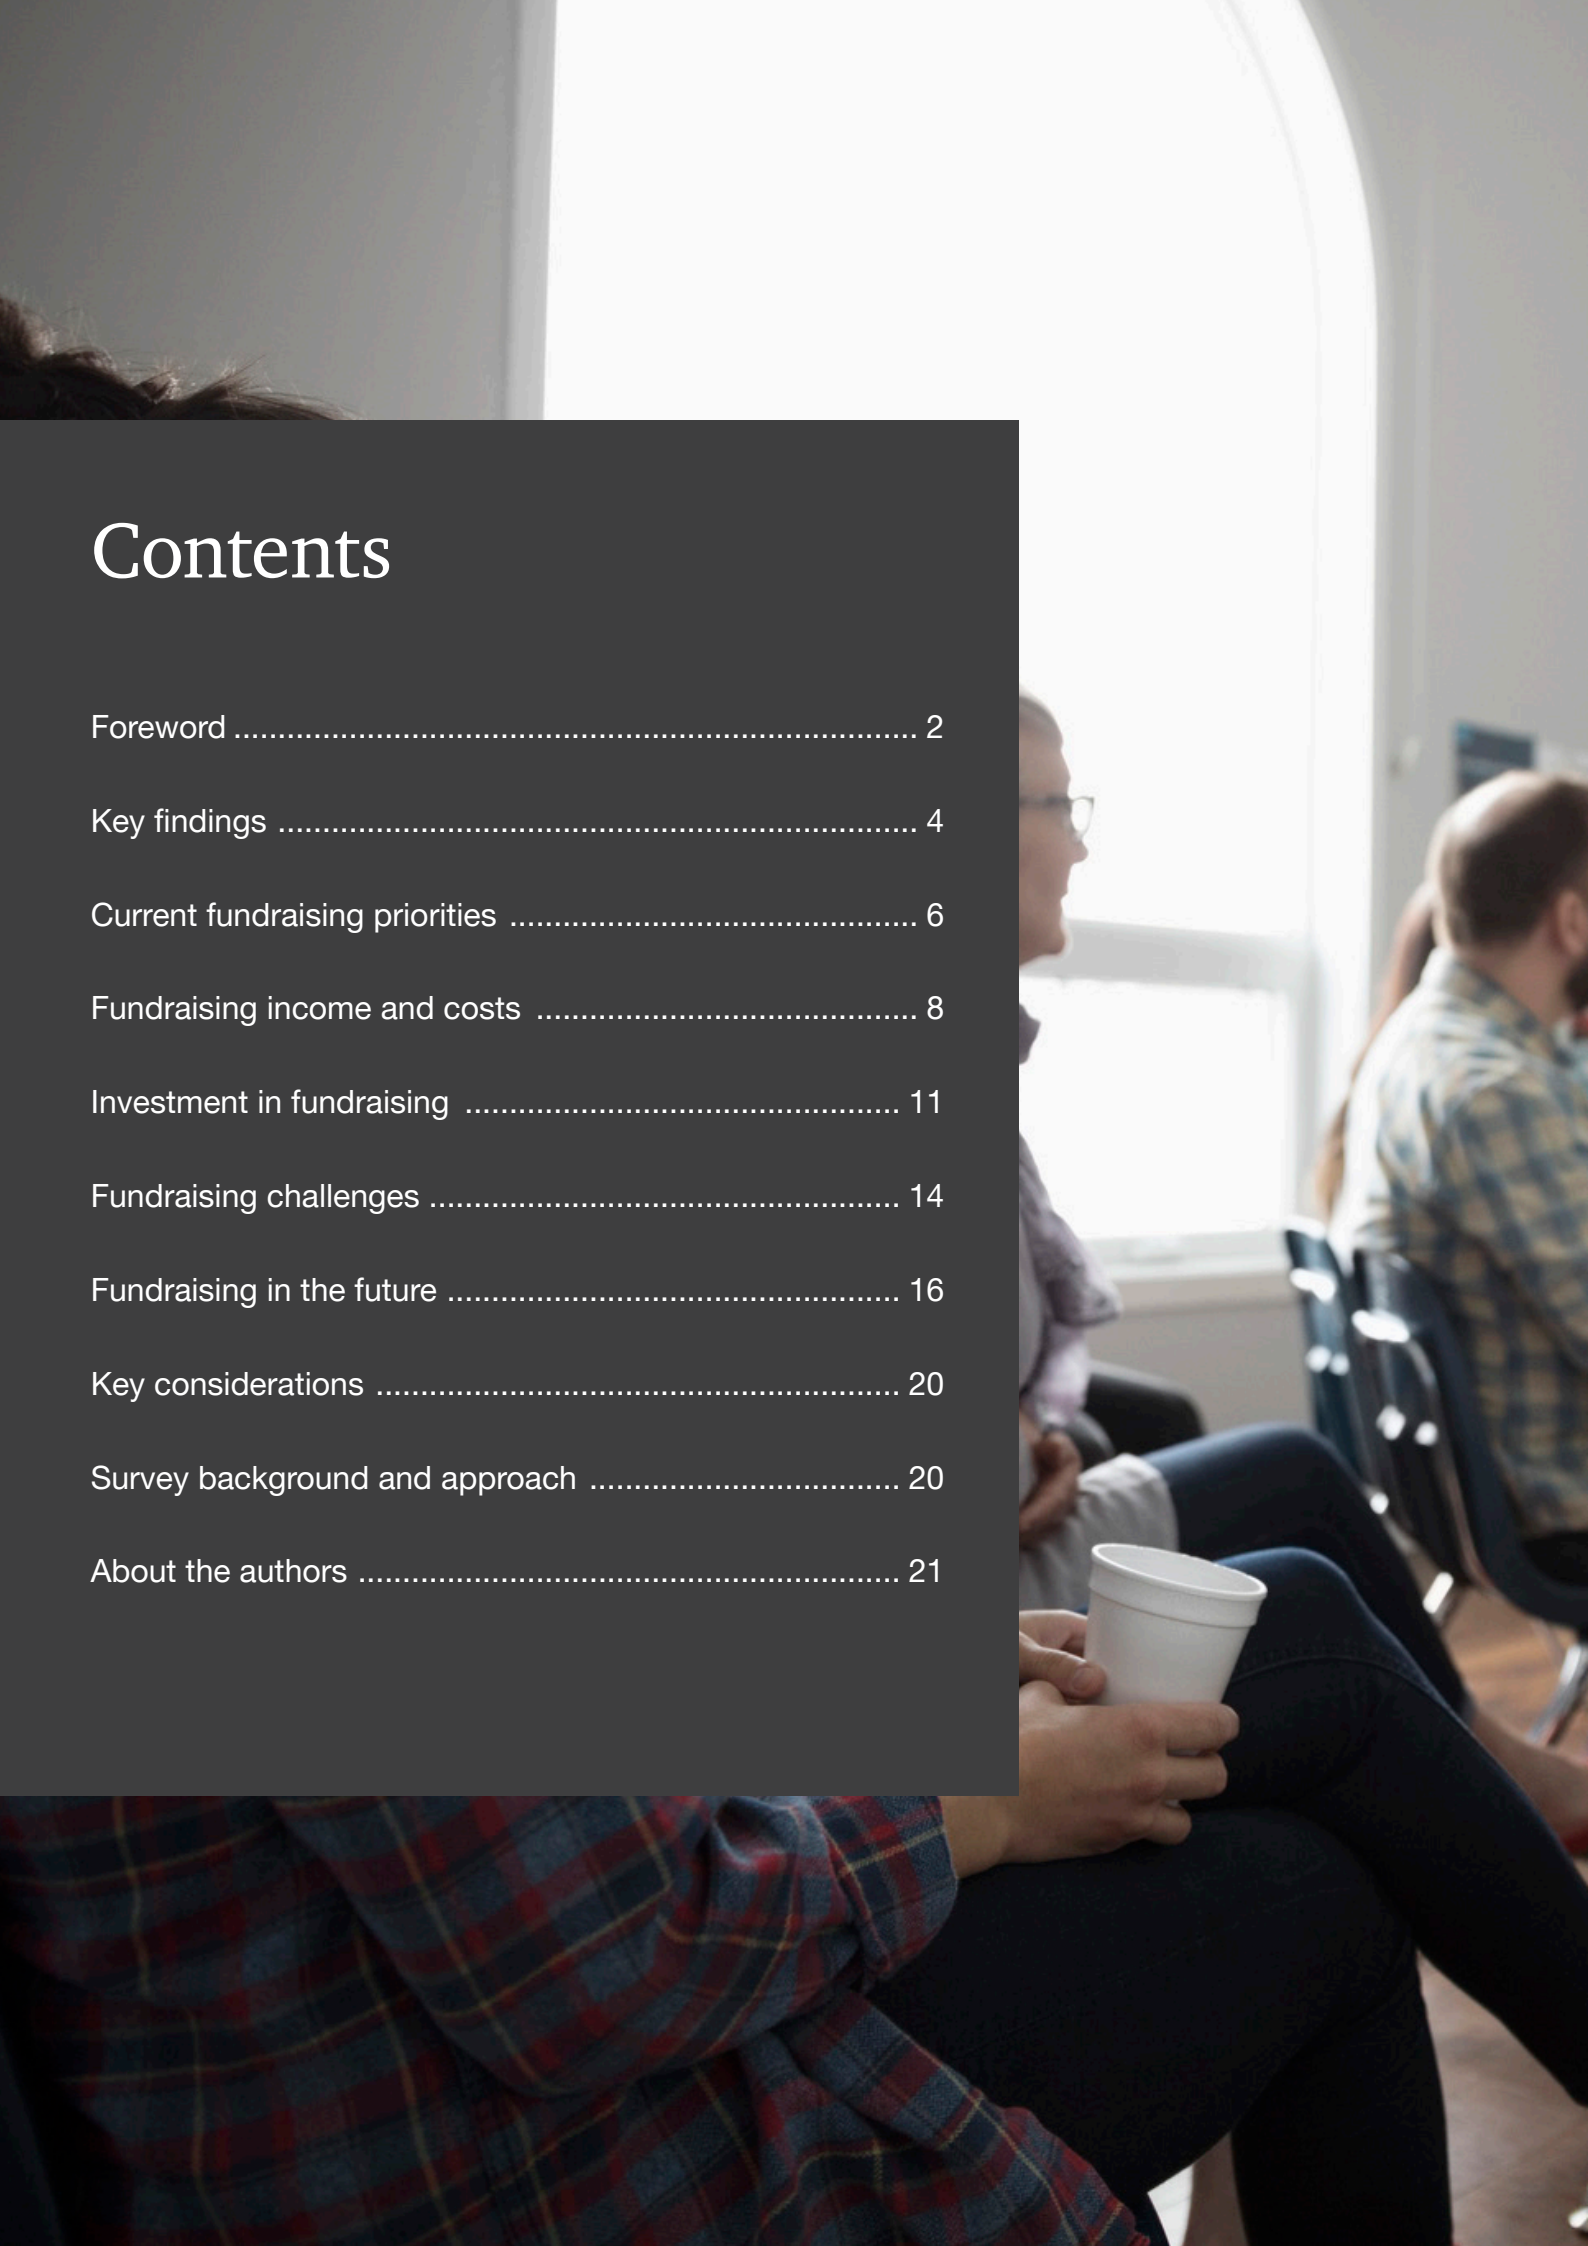 Contents
Foreword ............................................................................. 2
Key findings ........................................................................ 4
Current fundraising priorities .............................................. 6
Fundraising income and costs ........................................... 8
Investment in fundraising ................................................. 11
Fundraising challenges ..................................................... 14
Fundraising in the future ................................................... 16
Key considerations ........................................................... 20
Survey background and approach ................................... 20
About the authors ............................................................. 21